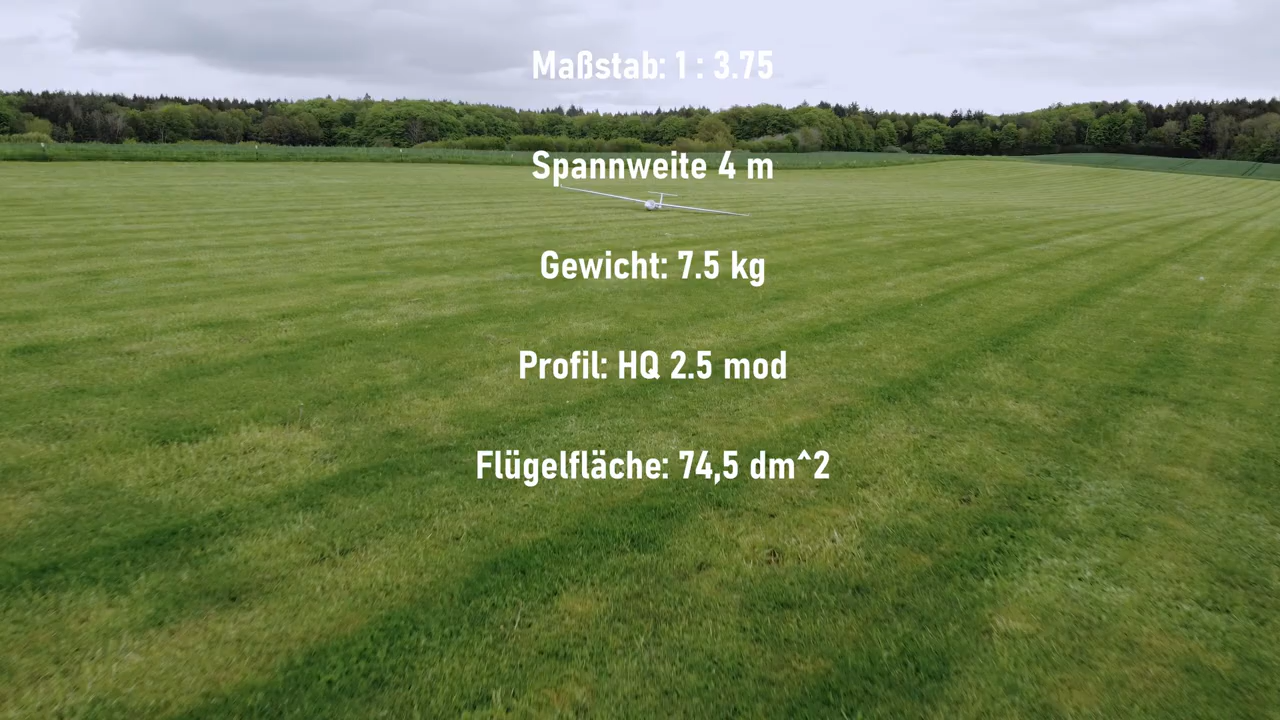 Maßstab: 1 : 3.75
Spannweite 4 m
Gewicht: 7.5 kg
Profil: HQ 2.5 mod
Flügelfläche: 74,5 dm^2